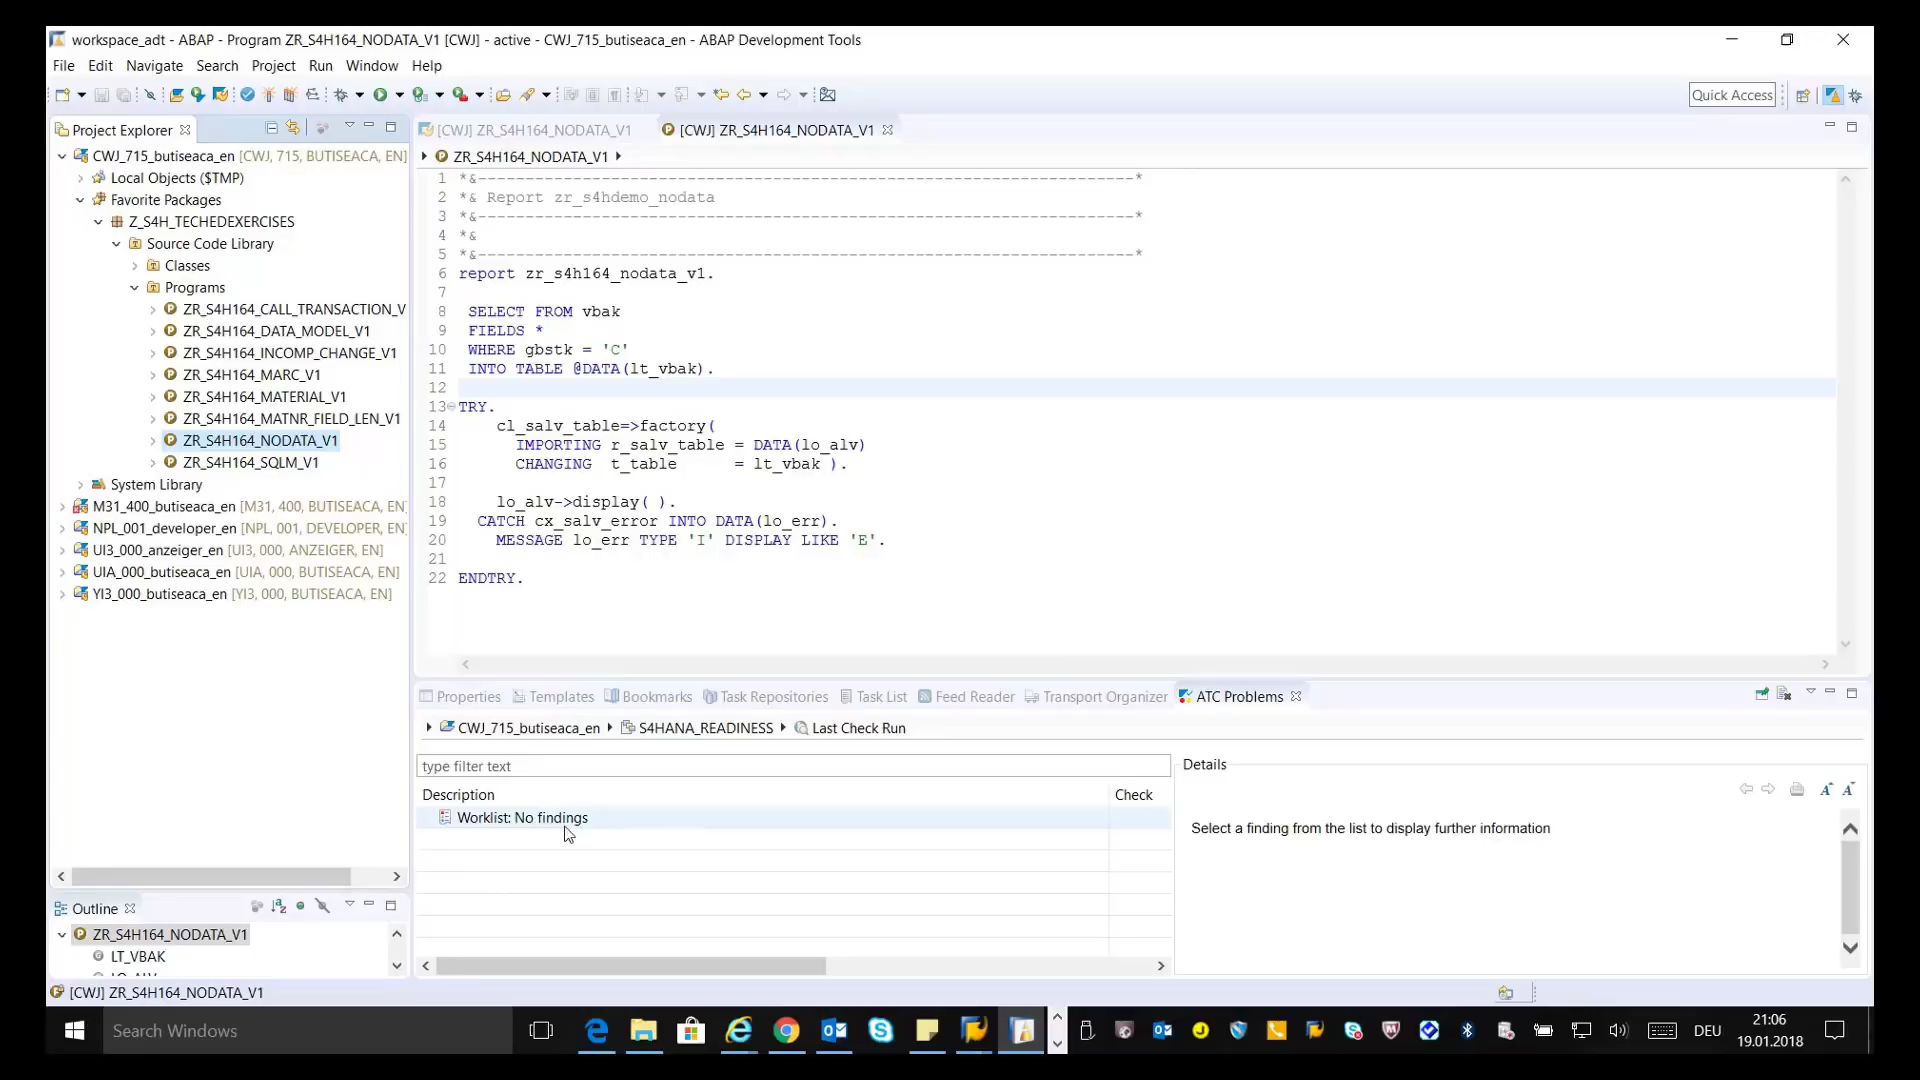 workspace_adt - ABAP - Program ZR_S4H164_NODATA_V1 [CWJ] - active - CWJ_715_butiseaca_en - ABAP Development Tools
File Edit Navigate Search Project Run Window Help
Quick Access
Project Explorer
CWJ_715_butiseaca_en [CWJ, 715, BUTISEACA, EN]
Local Objects ($TMP)
Favorite Packages
Z_S4H_TECHEDEXERCISES
Source Code Library
Classes
Programs
ZR_S4H164_CALL_TRANSACTION_V
ZR_S4H164_DATA_MODEL_V1
ZR_S4H164_INCOMP_CHANGE_V1
ZR_S4H164_MARC_V1
ZR_S4H164_MATERIAL_V1
ZR_S4H164_MATNR_FIELD_LEN_V1
ZR_S4H164_NODATA_V1
ZR_S4H164_SQLM_V1
System Library
M31_400_butiseaca_en [M31, 400, BUTISEACA, EN]
NPL_001_developer_en [NPL, 001, DEVELOPER, EN]
UI3_000_anzeiger_en [UI3, 000, ANZEIGER, EN]
UIA_000_butiseaca_en [UIA, 000, BUTISEACA, EN]
YI3_000_butiseaca_en [YI3, 000, BUTISEACA, EN]
Outline
ZR_S4H164_NODATA_V1
LT_VBAK
LO_ALV
[CWJ] ZR_S4H164_NODATA_V1 [CWJ] ZR_S4H164_NODATA_V1
ZR_S4H164_NODATA_V1
1 *&---------------------------------------------------------------------*
2 *& Report zr_s4hdemo_nodata
3 *&---------------------------------------------------------------------*
4 *&
5 *&---------------------------------------------------------------------*
6 report zr_s4h164_nodata_v1.
7
8 SELECT FROM vbak
9 FIELDS *
10 WHERE gbstk = 'C'
11 INTO TABLE @DATA(lt_vbak).
12
13 TRY.
14 cl_salv_table=>factory(
15 IMPORTING r_salv_table = DATA(lo_alv)
16 CHANGING t_table = lt_vbak ).
17
18 lo_alv->display( ).
19 CATCH cx_salv_error INTO DATA(lo_err).
20 MESSAGE lo_err TYPE 'I' DISPLAY LIKE 'E'.
21
22 ENDTRY.
Properties Templates Bookmarks Task Repositories Task List Feed Reader Transport Organizer ATC Problems
CWJ_715_butiseaca_en S4HANA_READINESS Last Check Run
type filter text
Description Check
Worklist: No findings
Details
Select a finding from the list to display further information
[CWJ] ZR_S4H164_NODATA_V1
Search Windows
DEU
21:06
19.01.2018